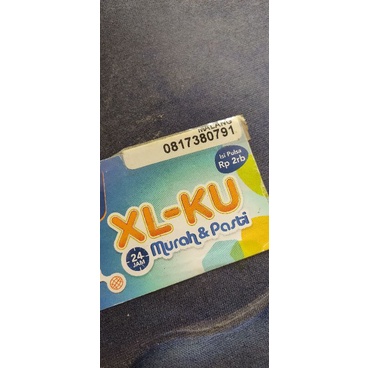 MALANG
0817380791
Isi Pulsa
Rp 2rb
XL-KU
24
JAM
Murah & Pasti